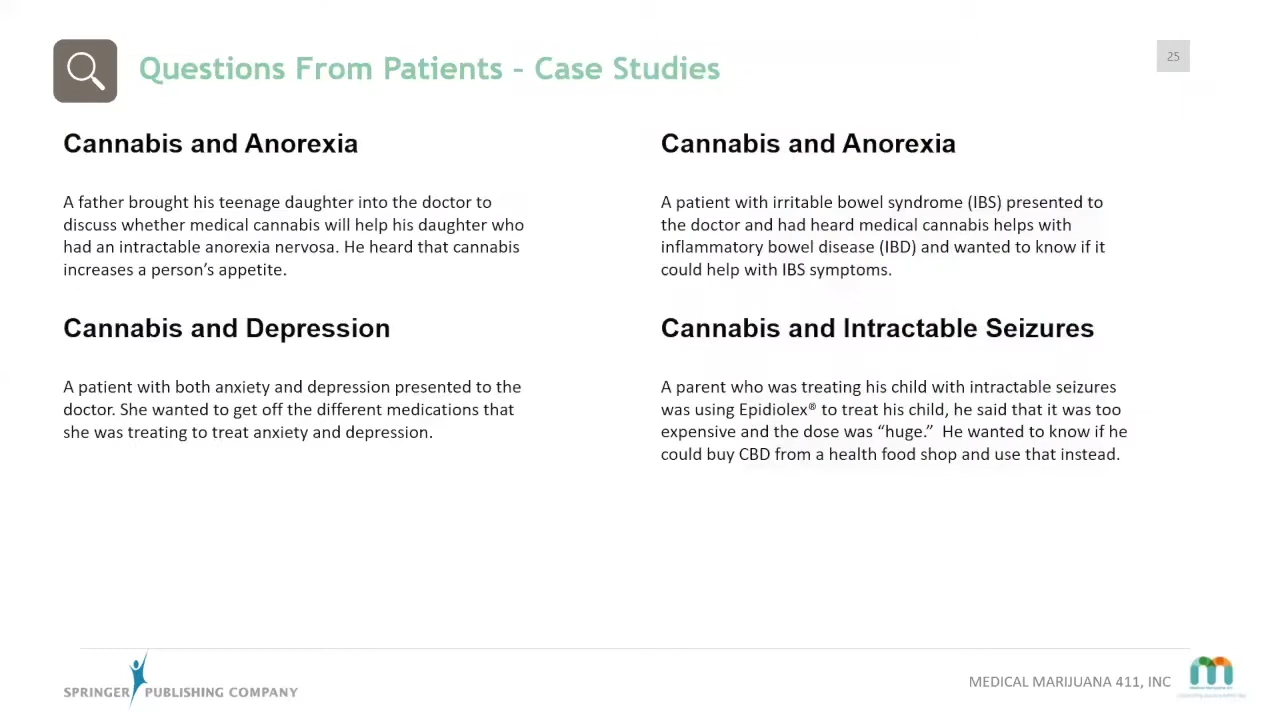 Questions From Patients – Case Studies
25
Cannabis and Anorexia
A father brought his teenage daughter into the doctor to
discuss whether medical cannabis will help his daughter who
had an intractable anorexia nervosa. He heard that cannabis
increases a person’s appetite.
Cannabis and Depression
A patient with both anxiety and depression presented to the
doctor. She wanted to get off the different medications that
she was treating to treat anxiety and depression.
Cannabis and Anorexia
A patient with irritable bowel syndrome (IBS) presented to
the doctor and had heard medical cannabis helps with
inflammatory bowel disease (IBD) and wanted to know if it
could help with IBS symptoms.
Cannabis and Intractable Seizures
A parent who was treating his child with intractable seizures
was using Epidiolex® to treat his child, he said that it was too
expensive and the dose was “huge.” He wanted to know if he
could buy CBD from a health food shop and use that instead.
SPRINGER PUBLISHING COMPANY
MEDICAL MARIJUANA 411, INC